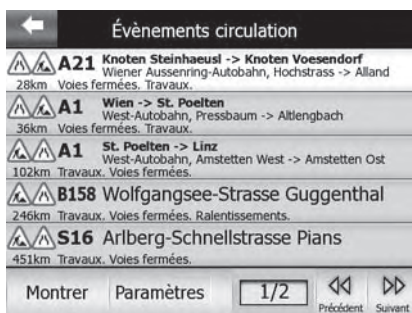 Évènements circulation
A21 Knoten Steinhaeusl -> Knoten Voesendorf
Wiener Aussenring-Autobahn, Hochstrass -> Alland
28km Voies fermées. Travaux.
A1 Wien -> St. Poelten
West-Autobahn, Pressbaum -> Altlengbach
36km Voies fermées. Travaux.
A1 St. Poelten -> Linz
West-Autobahn, Amstetten West -> Amstetten Ost
102km Travaux. Voies fermées.
B158 Wolfgangsee-Strasse Guggenthal
246km Travaux. Voies fermées. Ralentissements.
S16 Arlberg-Schnellstrasse Pians
451km Travaux. Voies fermées.
Montrer Paramètres 1/2 Précédent Suivant